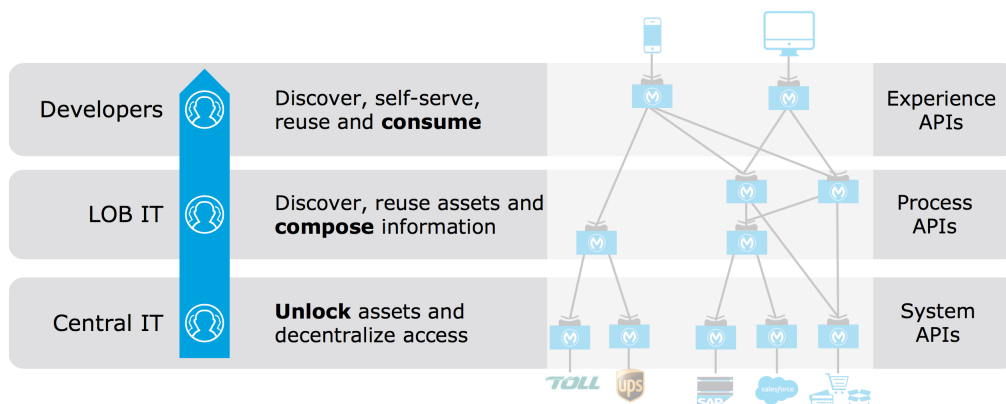 Developers
Discover, self-serve,
reuse and consume
Experience
APIs
LOB IT
Discover, reuse assets and
compose information
Process
APIs
Central IT
Unlock assets and
decentralize access
System
APIs
TOLL
ups
SAP
salesforce